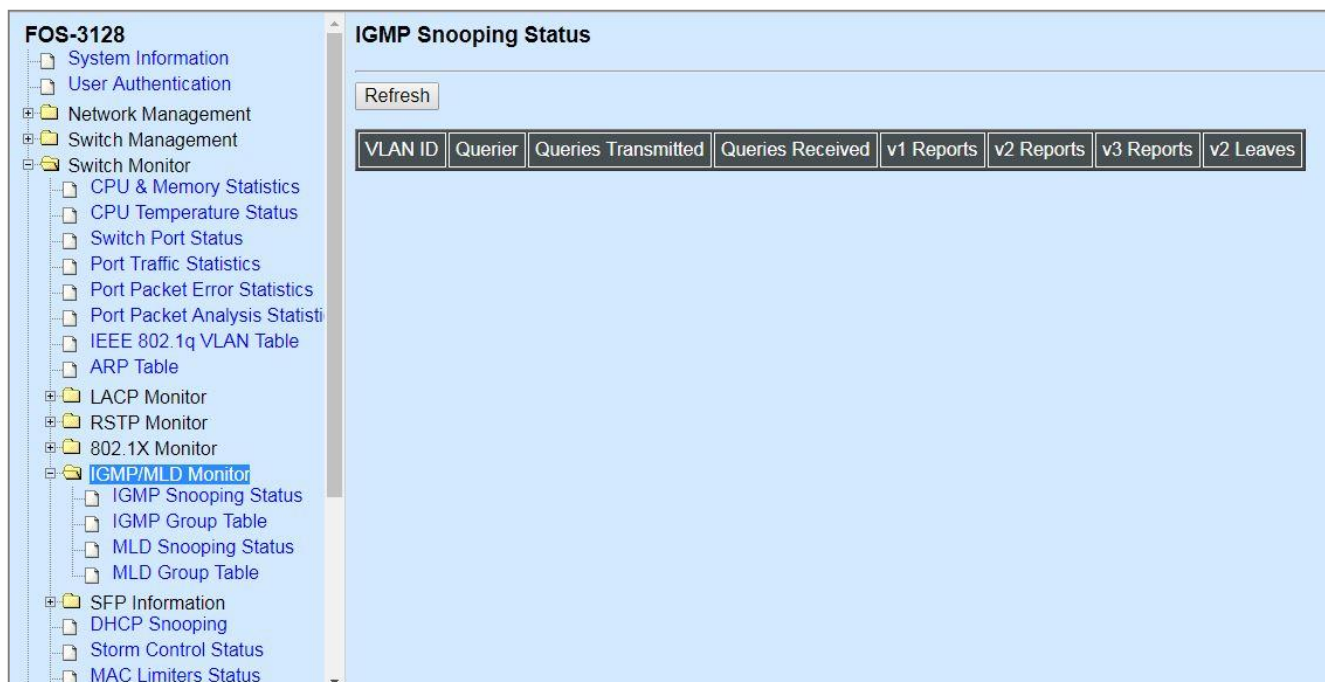 FOS-3128
System Information
User Authentication
Network Management
Switch Management
Switch Monitor
CPU & Memory Statistics
CPU Temperature Status
Switch Port Status
Port Traffic Statistics
Port Packet Error Statistics
Port Packet Analysis Statisti
IEEE 802.1q VLAN Table
ARP Table
LACP Monitor
RSTP Monitor
802.1X Monitor
IGMP/MLD Monitor
IGMP Snooping Status
IGMP Group Table
MLD Snooping Status
MLD Group Table
SFP Information
DHCP Snooping
Storm Control Status
MAC Limiters Status
IGMP Snooping Status
Refresh
VLAN ID Querier Queries Transmitted Queries Received v1 Reports v2 Reports v3 Reports v2 Leaves